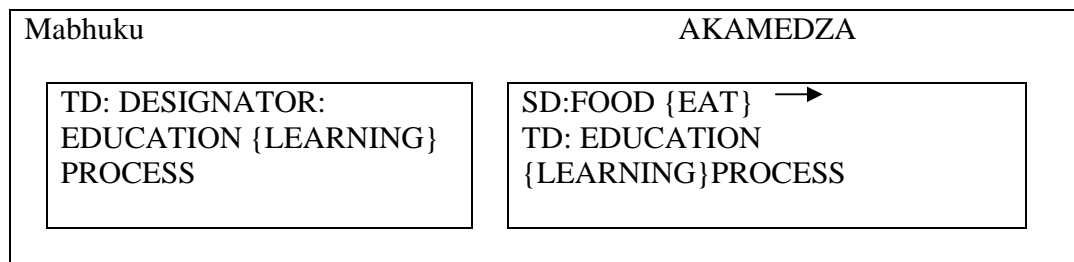 Mabhuku AKAMEDZA
TD: DESIGNATOR:
EDUCATION {LEARNING}
PROCESS
SD:FOOD {EAT} →
TD: EDUCATION
{LEARNING}PROCESS